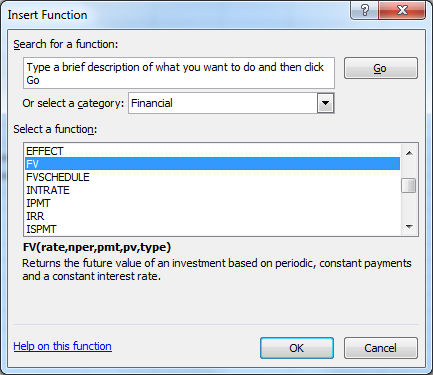 Insert Function
?
Search for a function:
Type a brief description of what you want to do and then click
Go
Go
Or select a category: Financial
Select a function:
EFFECT
FV
FVSCHEDULE
INTRATE
IPMT
IRR
ISPMT
FV(rate,nper,pmt,pv,type)
Returns the future value of an investment based on periodic, constant payments
and a constant interest rate.
Help on this function
OK
Cancel